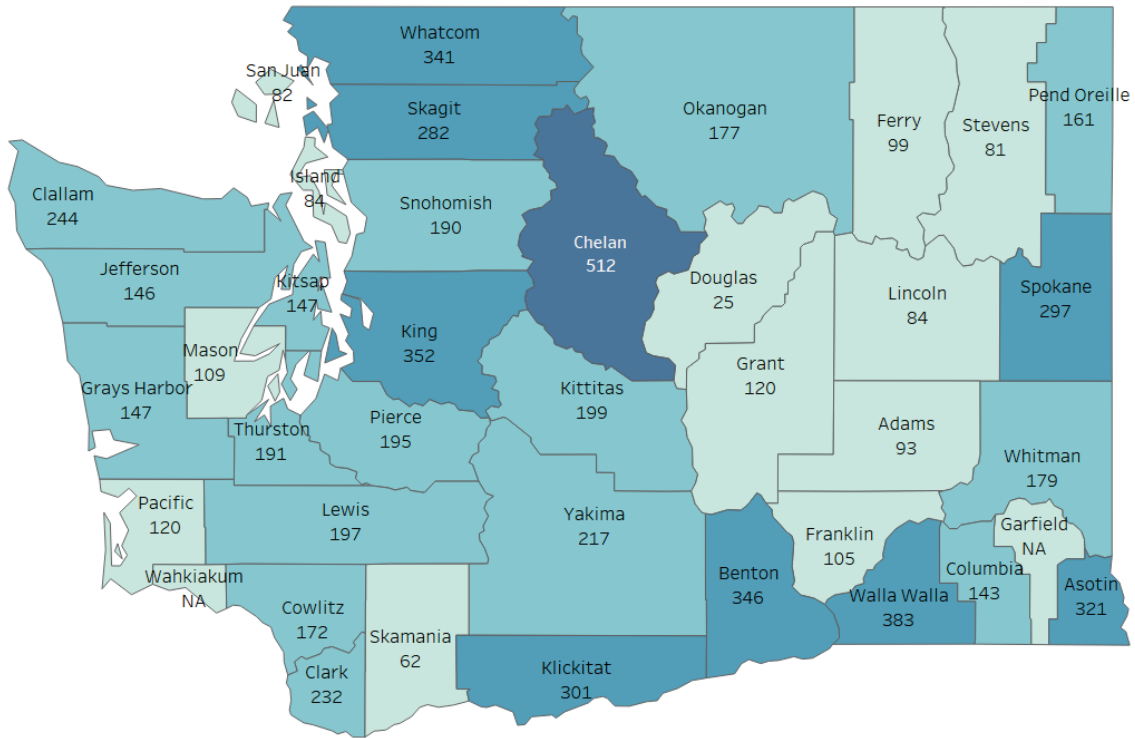 Whatcom
341
San Juan
82
Skagit
282
Okanogan
177
Ferry
99
Stevens
81
Pend Oreille
161
Clallam
244
Island
84
Snohomish
190
Chelan
512
Jefferson
146
Kitsap
147
Douglas
25
Lincoln
84
Spokane
297
King
352
Mason
109
Grant
120
Grays Harbor
147
Kittitas
199
Pierce
195
Thurston
191
Adams
93
Whitman
179
Pacific
120
Lewis
197
Yakima
217
Franklin
105
Garfield
NA
Wahkiakum
NA
Benton
346
Columbia
143
Asotin
321
Walla Walla
383
Cowlitz
172
Skamania
62
Clark
232
Klickitat
301